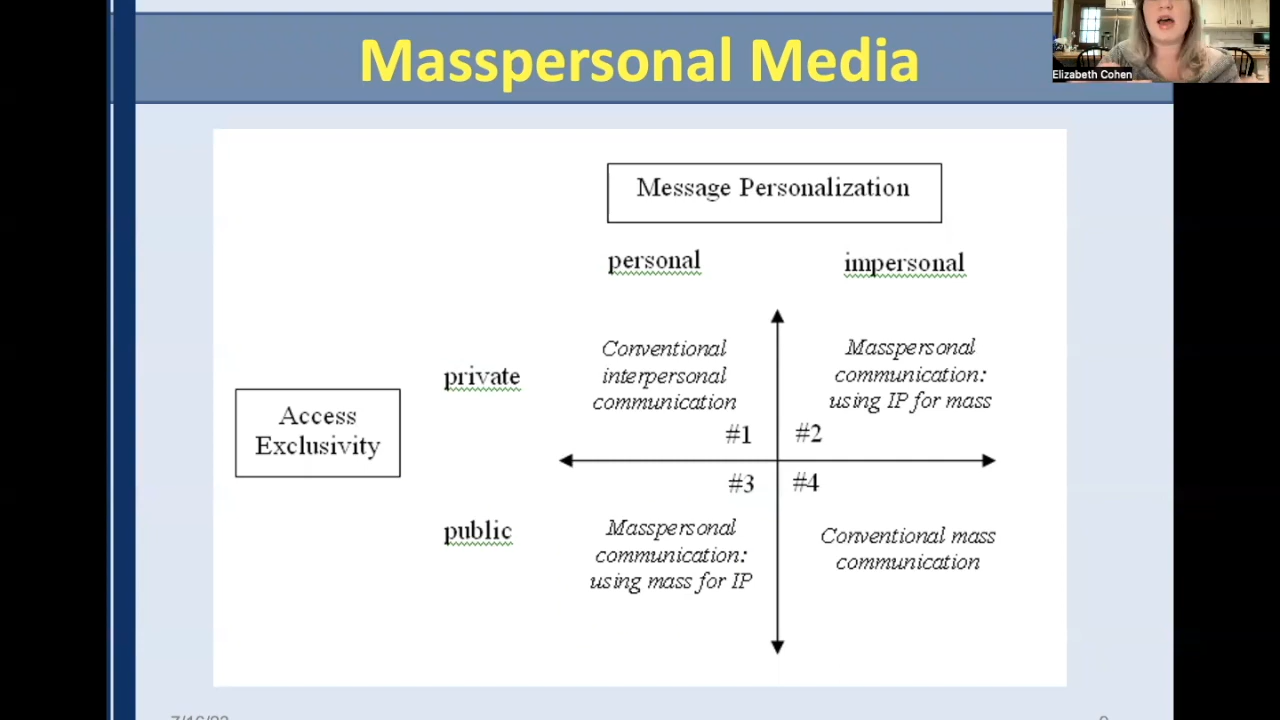 Masspersonal Media
Elizabeth Cohen
Message Personalization
personal
impersonal
Conventional
interpersonal
communication
Masspersonal
communication:
using IP for mass
private
Access
Exclusivity
#1
#2
#3
#4
public
Masspersonal
communication:
using mass for IP
Conventional mass
communication